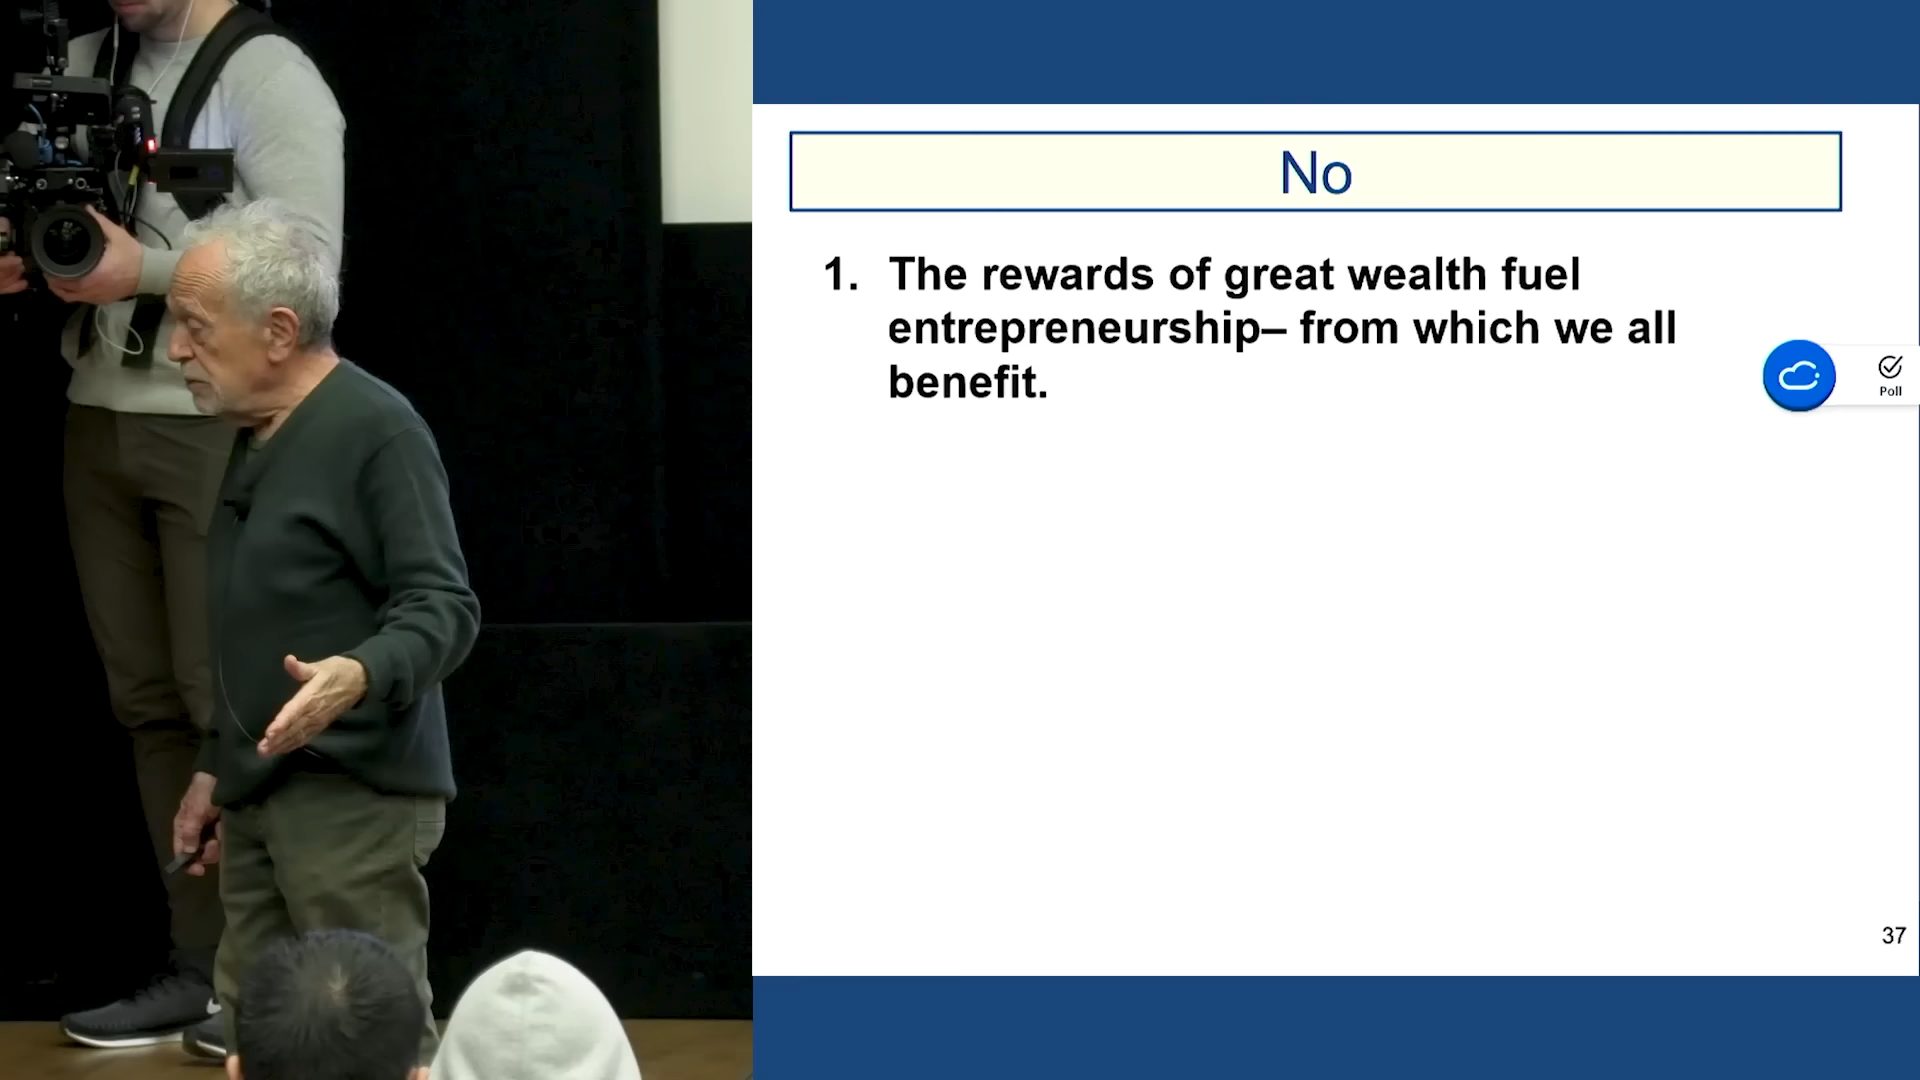 No
1. The rewards of great wealth fuel
entrepreneurship– from which we all
benefit.
Poll
37